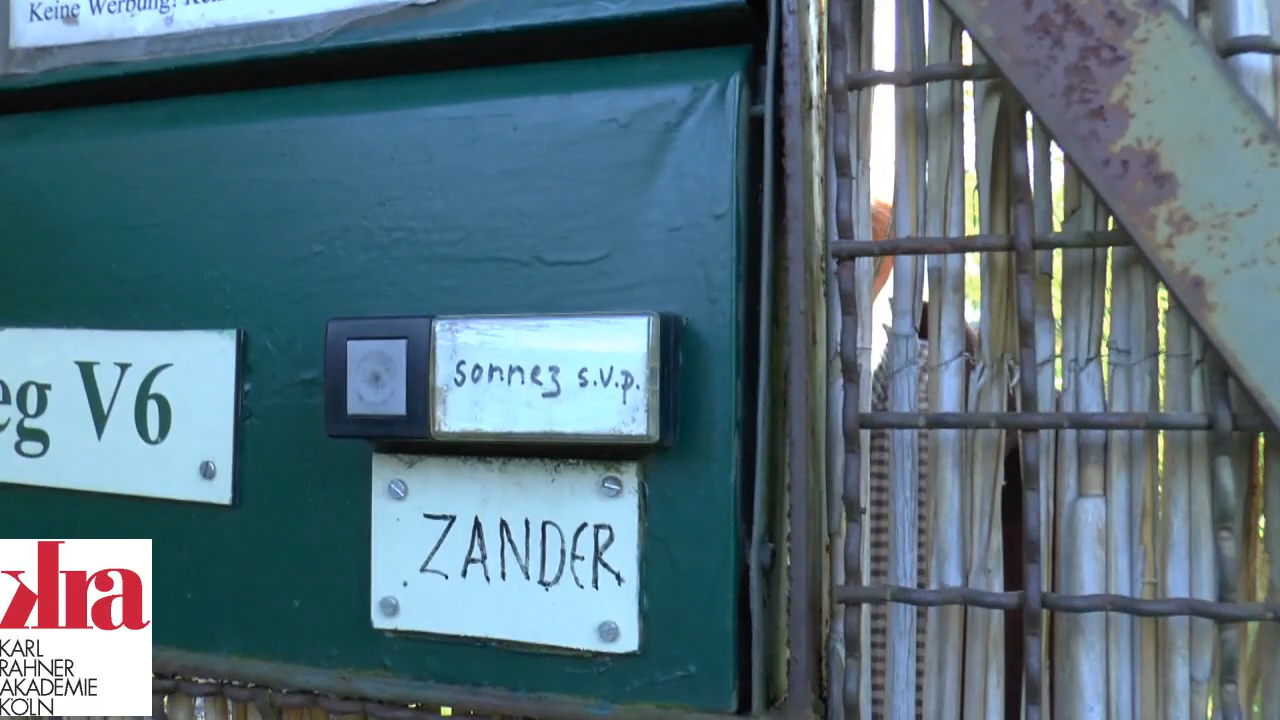 Keine Werbung!
eg V6
sonnez s.v.p.
ZANDER
kra
KARL
RAHNER
AKADEMIE
KÖLN